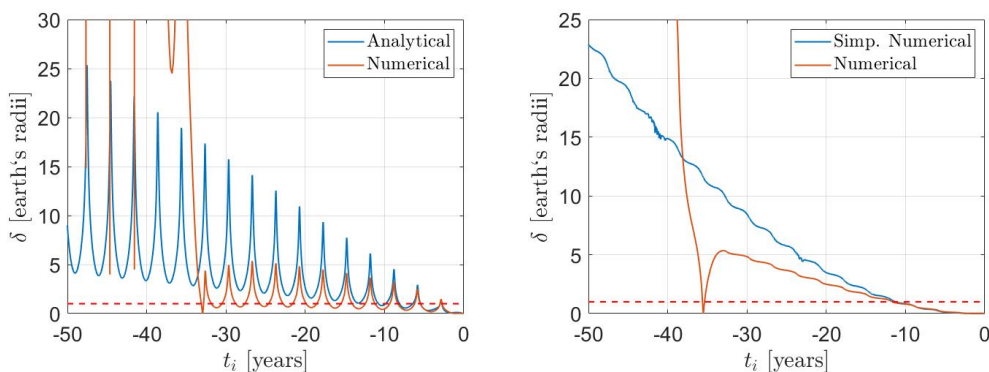 30
25
20
15
10
5
0
δ [earth‘s radii]
-50 -40 -30 -20 -10 0
t_i [years]
Analytical
Numerical
25
20
15
10
5
0
δ [earth‘s radii]
-50 -40 -30 -20 -10 0
t_i [years]
Simp. Numerical
Numerical